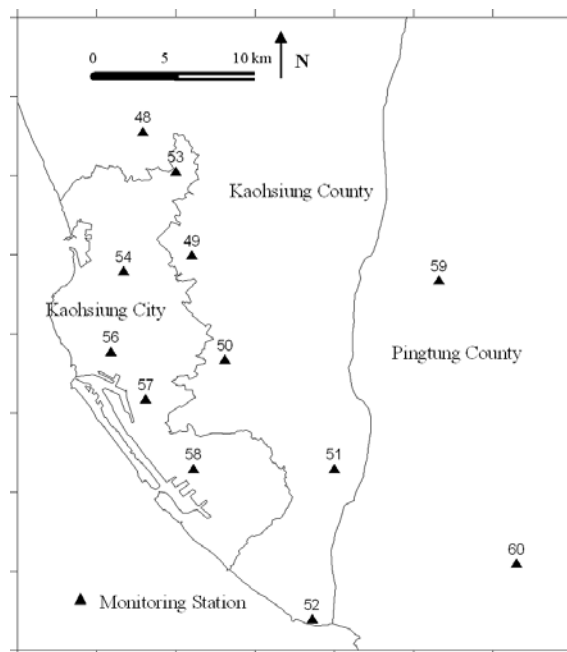 0 5 10 km
N
48
53
Kaohsiung County
49
54
59
Kaohsiung City
56
50
Pingtung County
57
58
51
60
Monitoring Station
52